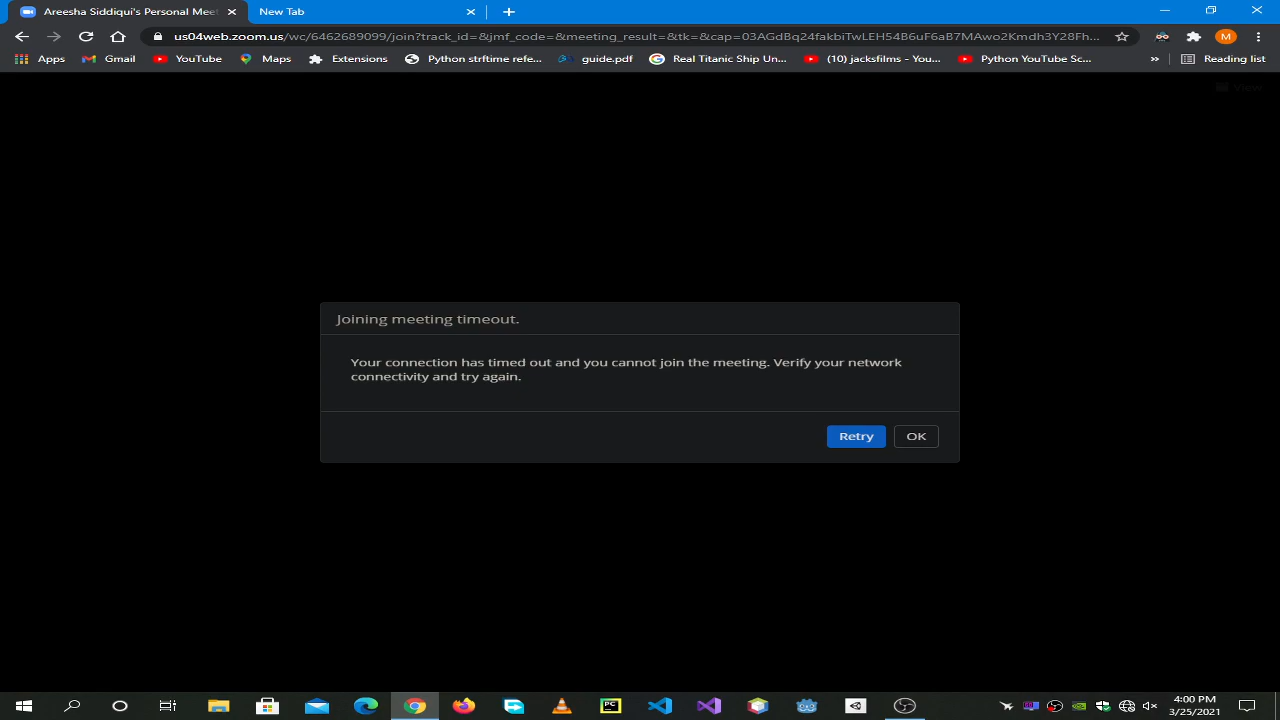 Areesha Siddiqui's Personal Mee
New Tab
us04web.zoom.us/wc/6462689099/join?track_id=&jmf_code=&meeting_result=&tk=&cap=03AGdBq24fakbiTwLEH54B6uF6aB7MAwo2Kmdh3Y28Fh...
M
Apps
Gmail
YouTube
Maps
Extensions
Python strftime refe...
guide.pdf
Real Titanic Ship Un...
(10) jacksfilms - You...
Python YouTube Sc...
»
Reading list
View
Joining meeting timeout.
Your connection has timed out and you cannot join the meeting. Verify your network
connectivity and try again.
Retry
OK
PC
4:00 PM
3/25/2021